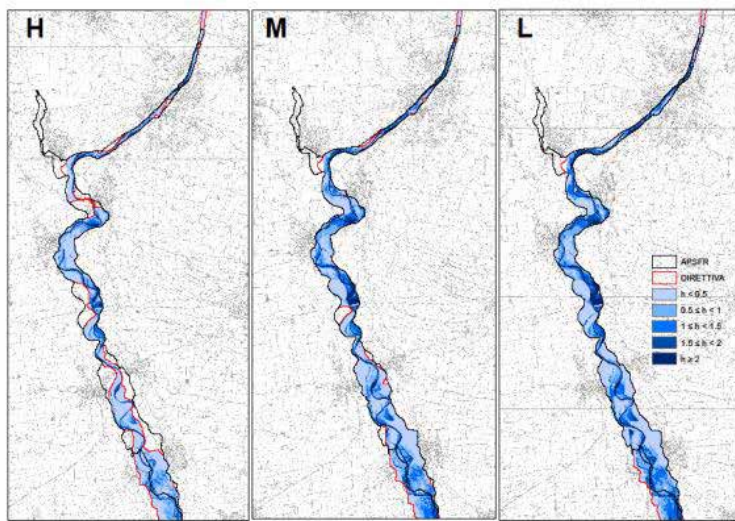 H
M
L
APSFR
DIRETTIVA
h < 0.5
0.5 ≤ h < 1
1 ≤ h < 1.5
1.5 ≤ h < 2
h ≥ 2